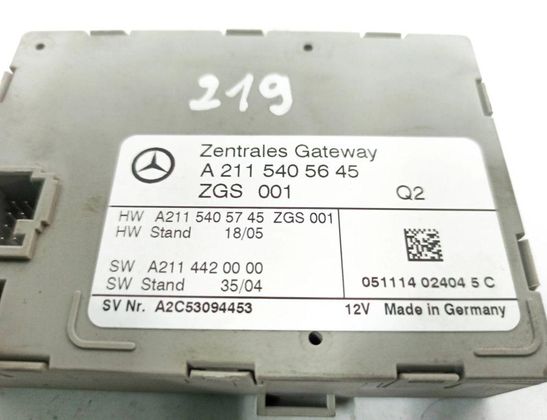 219
Zentrales Gateway
A 211 540 56 45
ZGS 001 Q2
HW A211 540 57 45 ZGS 001
HW Stand 18/05
SW A211 442 00 00
SW Stand 35/04
051114 02404 5 C
SV Nr. A2C53094453 12V Made in Germany